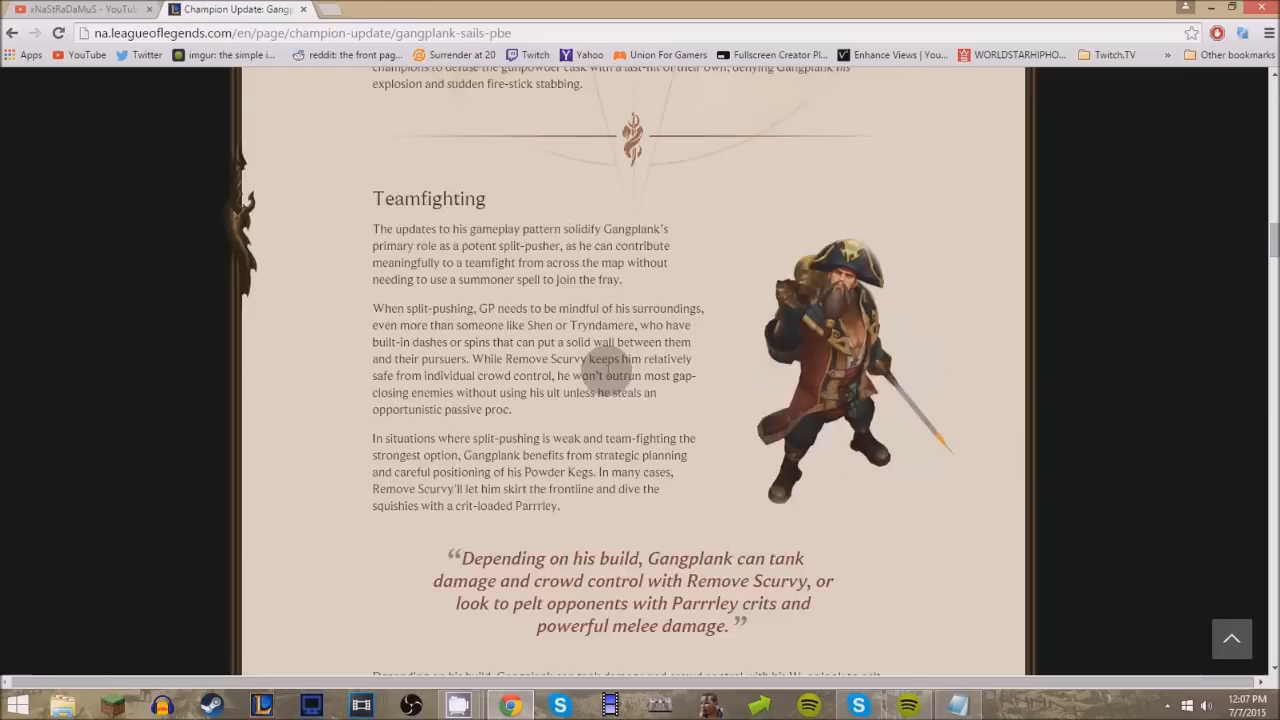 xNaStRaDaMuS - YouTub
Champion Update: Gangp
na.leagueoflegends.com/en/page/champion-update/gangplank-sails-pbe
Apps YouTube Twitter imgur: the simple im... reddit: the front pag... Surrender at 20 Twitch Yahoo Union For Gamers Fullscreen Creator Pl... Enhance Views | M... WORLDSTARHIPHO... Twitch.TV » Other bookmarks
explosion and sudden fire-stick stabbing.
Teamfighting
The updates to his gameplay pattern solidify Gangplank's
primary role as a potent split-pusher, as he can contribute
meaningfully to a teamfight from across the map without
needing to use a summoner spell to join the fray.
When split-pushing, GP needs to be mindful of his surroundings,
even more than someone like Shen or Tryndamere, who have
built-in dashes or spins that can put a solid wall between them
and their pursuers. While Remove Scurvy keeps him relatively
safe from individual crowd control, he won't outrun most gap-
closing enemies without using his ult unless he steals an
opportunistic passive proc.
In situations where split-pushing is weak and team-fighting the
strongest option, Gangplank benefits from strategic planning
and careful positioning of his Powder Kegs. In many cases,
Remove Scurvy'll let him skirt the frontline and dive the
squishies with a crit-loaded Parrrley.
“Depending on his build, Gangplank can tank
damage and crowd control with Remove Scurvy, or
look to pelt opponents with Parrrley crits and
powerful melee damage.”
12:07 PM
7/7/2015